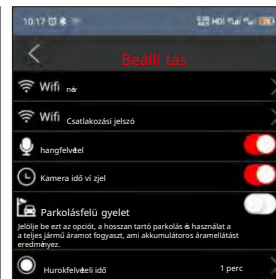 10:17
Beálli tás
Wifi név
Wifi Csatlakozási jelszó
hangfelvétel
Kamera idő ví zjel
Parkolásfelü gyelet
Jelölje be ezt az opciót, a hosszan tartó parkolás és használat a
a teljes jármű áramot fogyaszt, ami akkumulátoros áramellátást
eredményez.
Hurokfelvételi idő 1 perc